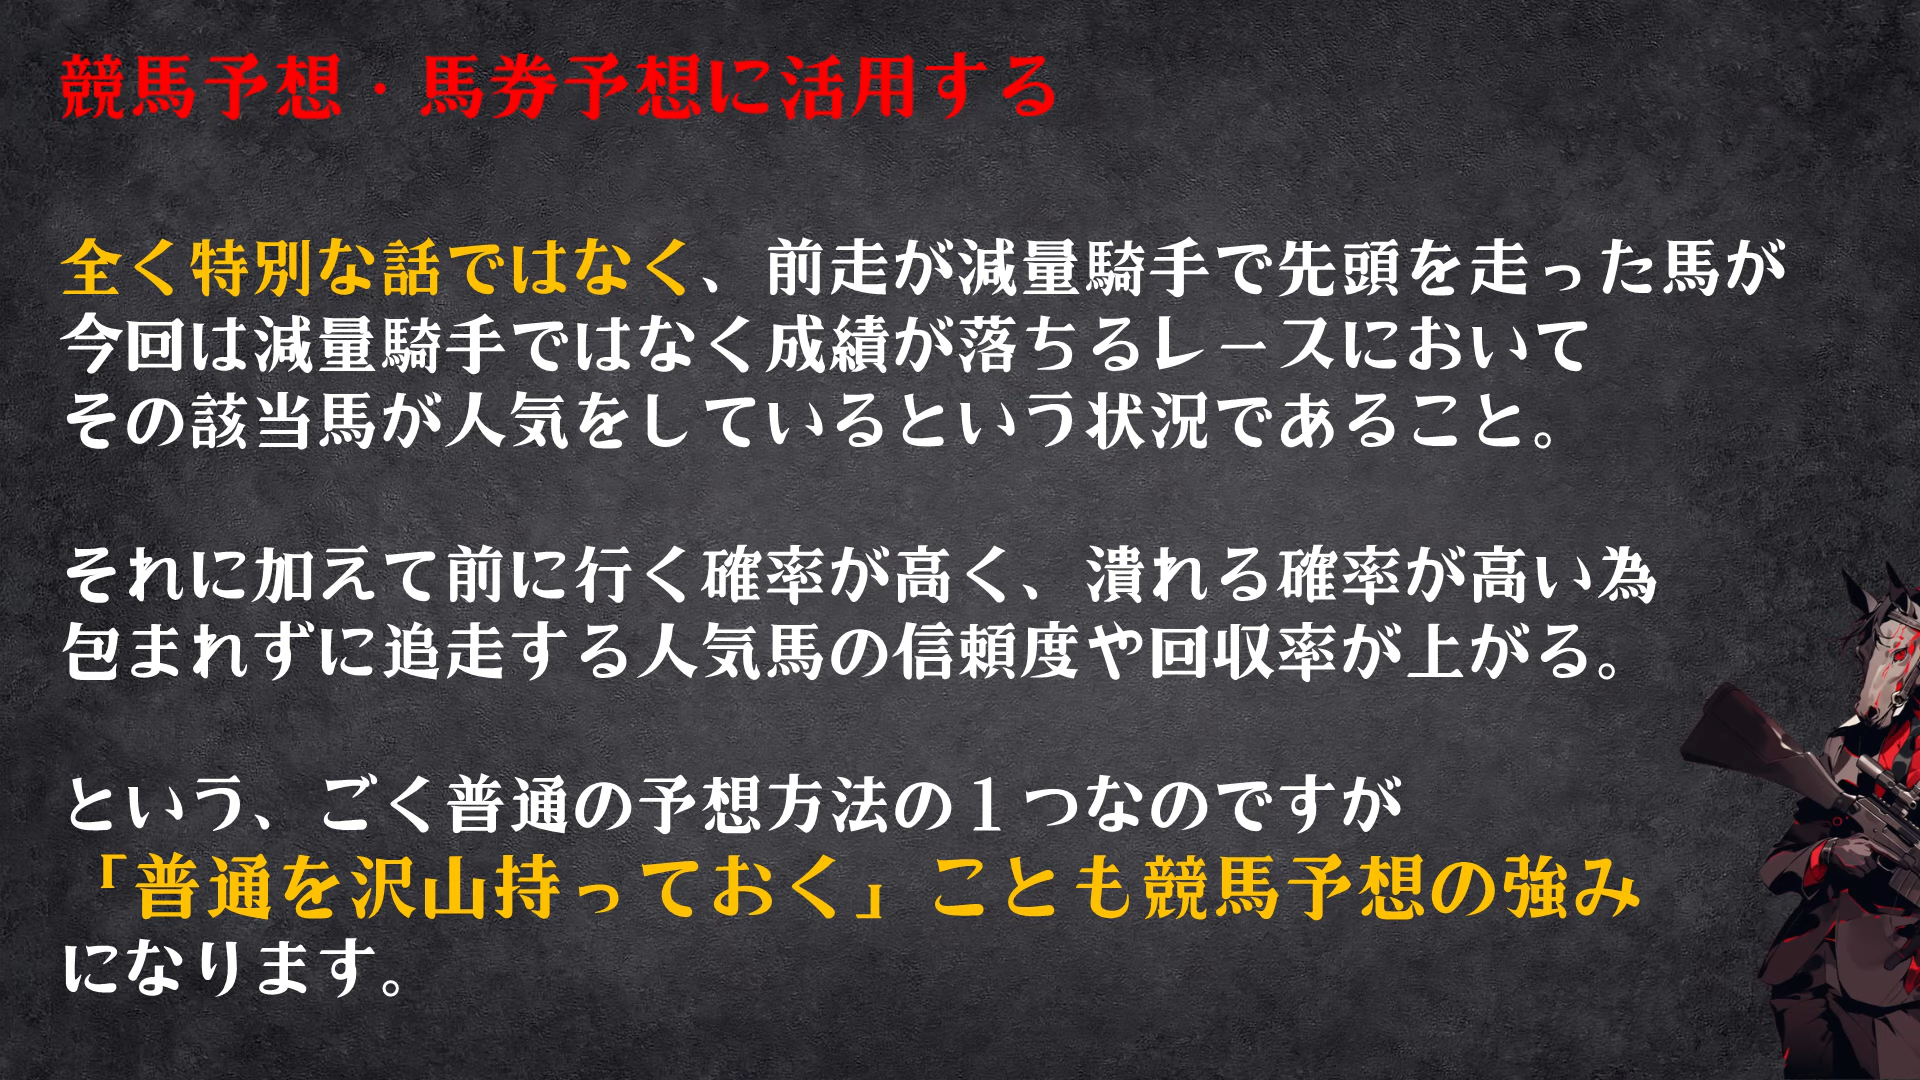 競馬予想・馬券予想に活用する
全く特別な話ではなく、前走が減量騎手で先頭を走った馬が
今回は減量騎手ではなく成績が落ちるレースにおいて
その該当馬が人気をしているという状況であること。
それに加えて前に行く確率が高く、潰れる確率が高い為
包まれずに追走する人気馬の信頼度や回収率が上がる。
という、ごく普通の予想方法の１つなのですが
「普通を沢山持っておく」ことも競馬予想の強み
になります。